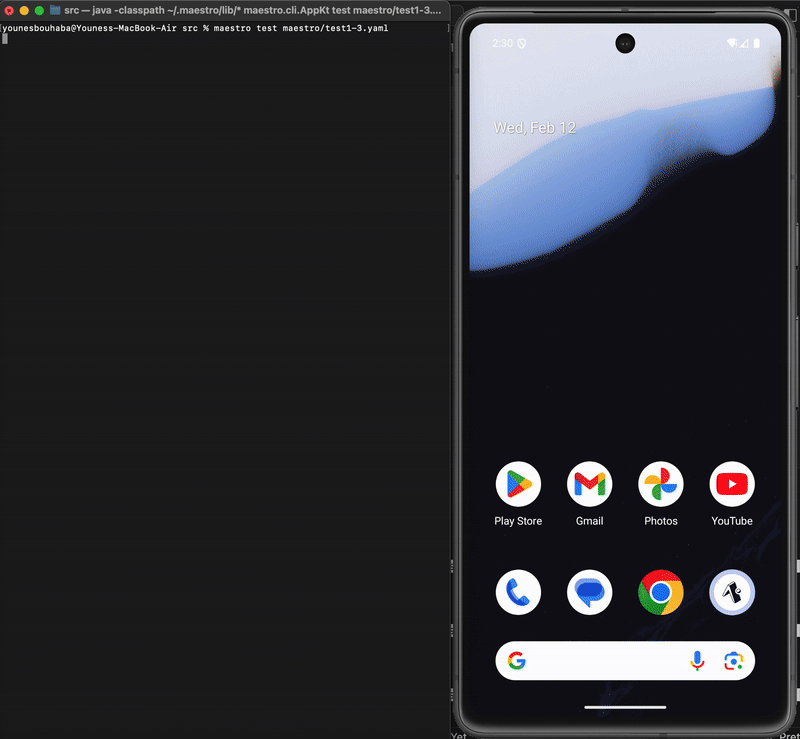 src — java -classpath ~/.maestro/lib/* maestro.cli.AppKt test maestro/test1-3....
[younesbouhaba@Youness-MacBook-Air src % maestro test maestro/test1-3.yaml ]
2:30
Wed, Feb 12
Play Store
Gmail
Photos
YouTube
Yet
Pret